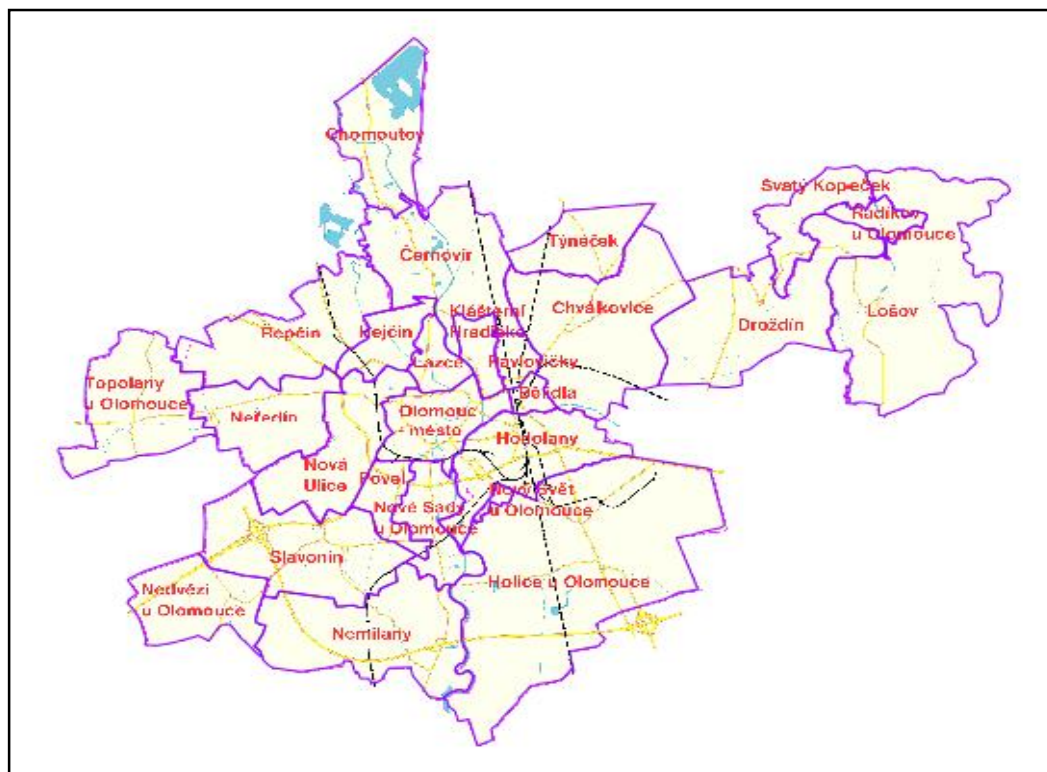 Chomoutov
Svatý Kopeček
Radíkov
u Olomouce
Týneček
Černovír
Chválkovice
Klášterní
Hradisko
Řepčín
Hejčín
Droždín
Lošov
Lazce
Pavlovičky
Topolany
u Olomouce
Bělidla
Neředín
Olomouc
- město
Hodolany
Nová
Ulice
Povel
Nový Svět
u Olomouce
Nové Sady
u Olomouce
Slavonín
Holice u Olomouce
Nedvězí
u Olomouce
Nemilany